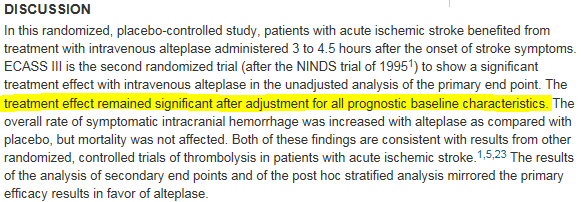 DISCUSSION
In this randomized, placebo-controlled study, patients with acute ischemic stroke benefited from
treatment with intravenous alteplase administered 3 to 4.5 hours after the onset of stroke symptoms.
ECASS III is the second randomized trial (after the NINDS trial of 1995¹) to show a significant
treatment effect with intravenous alteplase in the unadjusted analysis of the primary end point. The
treatment effect remained significant after adjustment for all prognostic baseline characteristics. The
overall rate of symptomatic intracranial hemorrhage was increased with alteplase as compared with
placebo, but mortality was not affected. Both of these findings are consistent with results from other
randomized, controlled trials of thrombolysis in patients with acute ischemic stroke.1,5,23 The results
of the analysis of secondary end points and of the post hoc stratified analysis mirrored the primary
efficacy results in favor of alteplase.